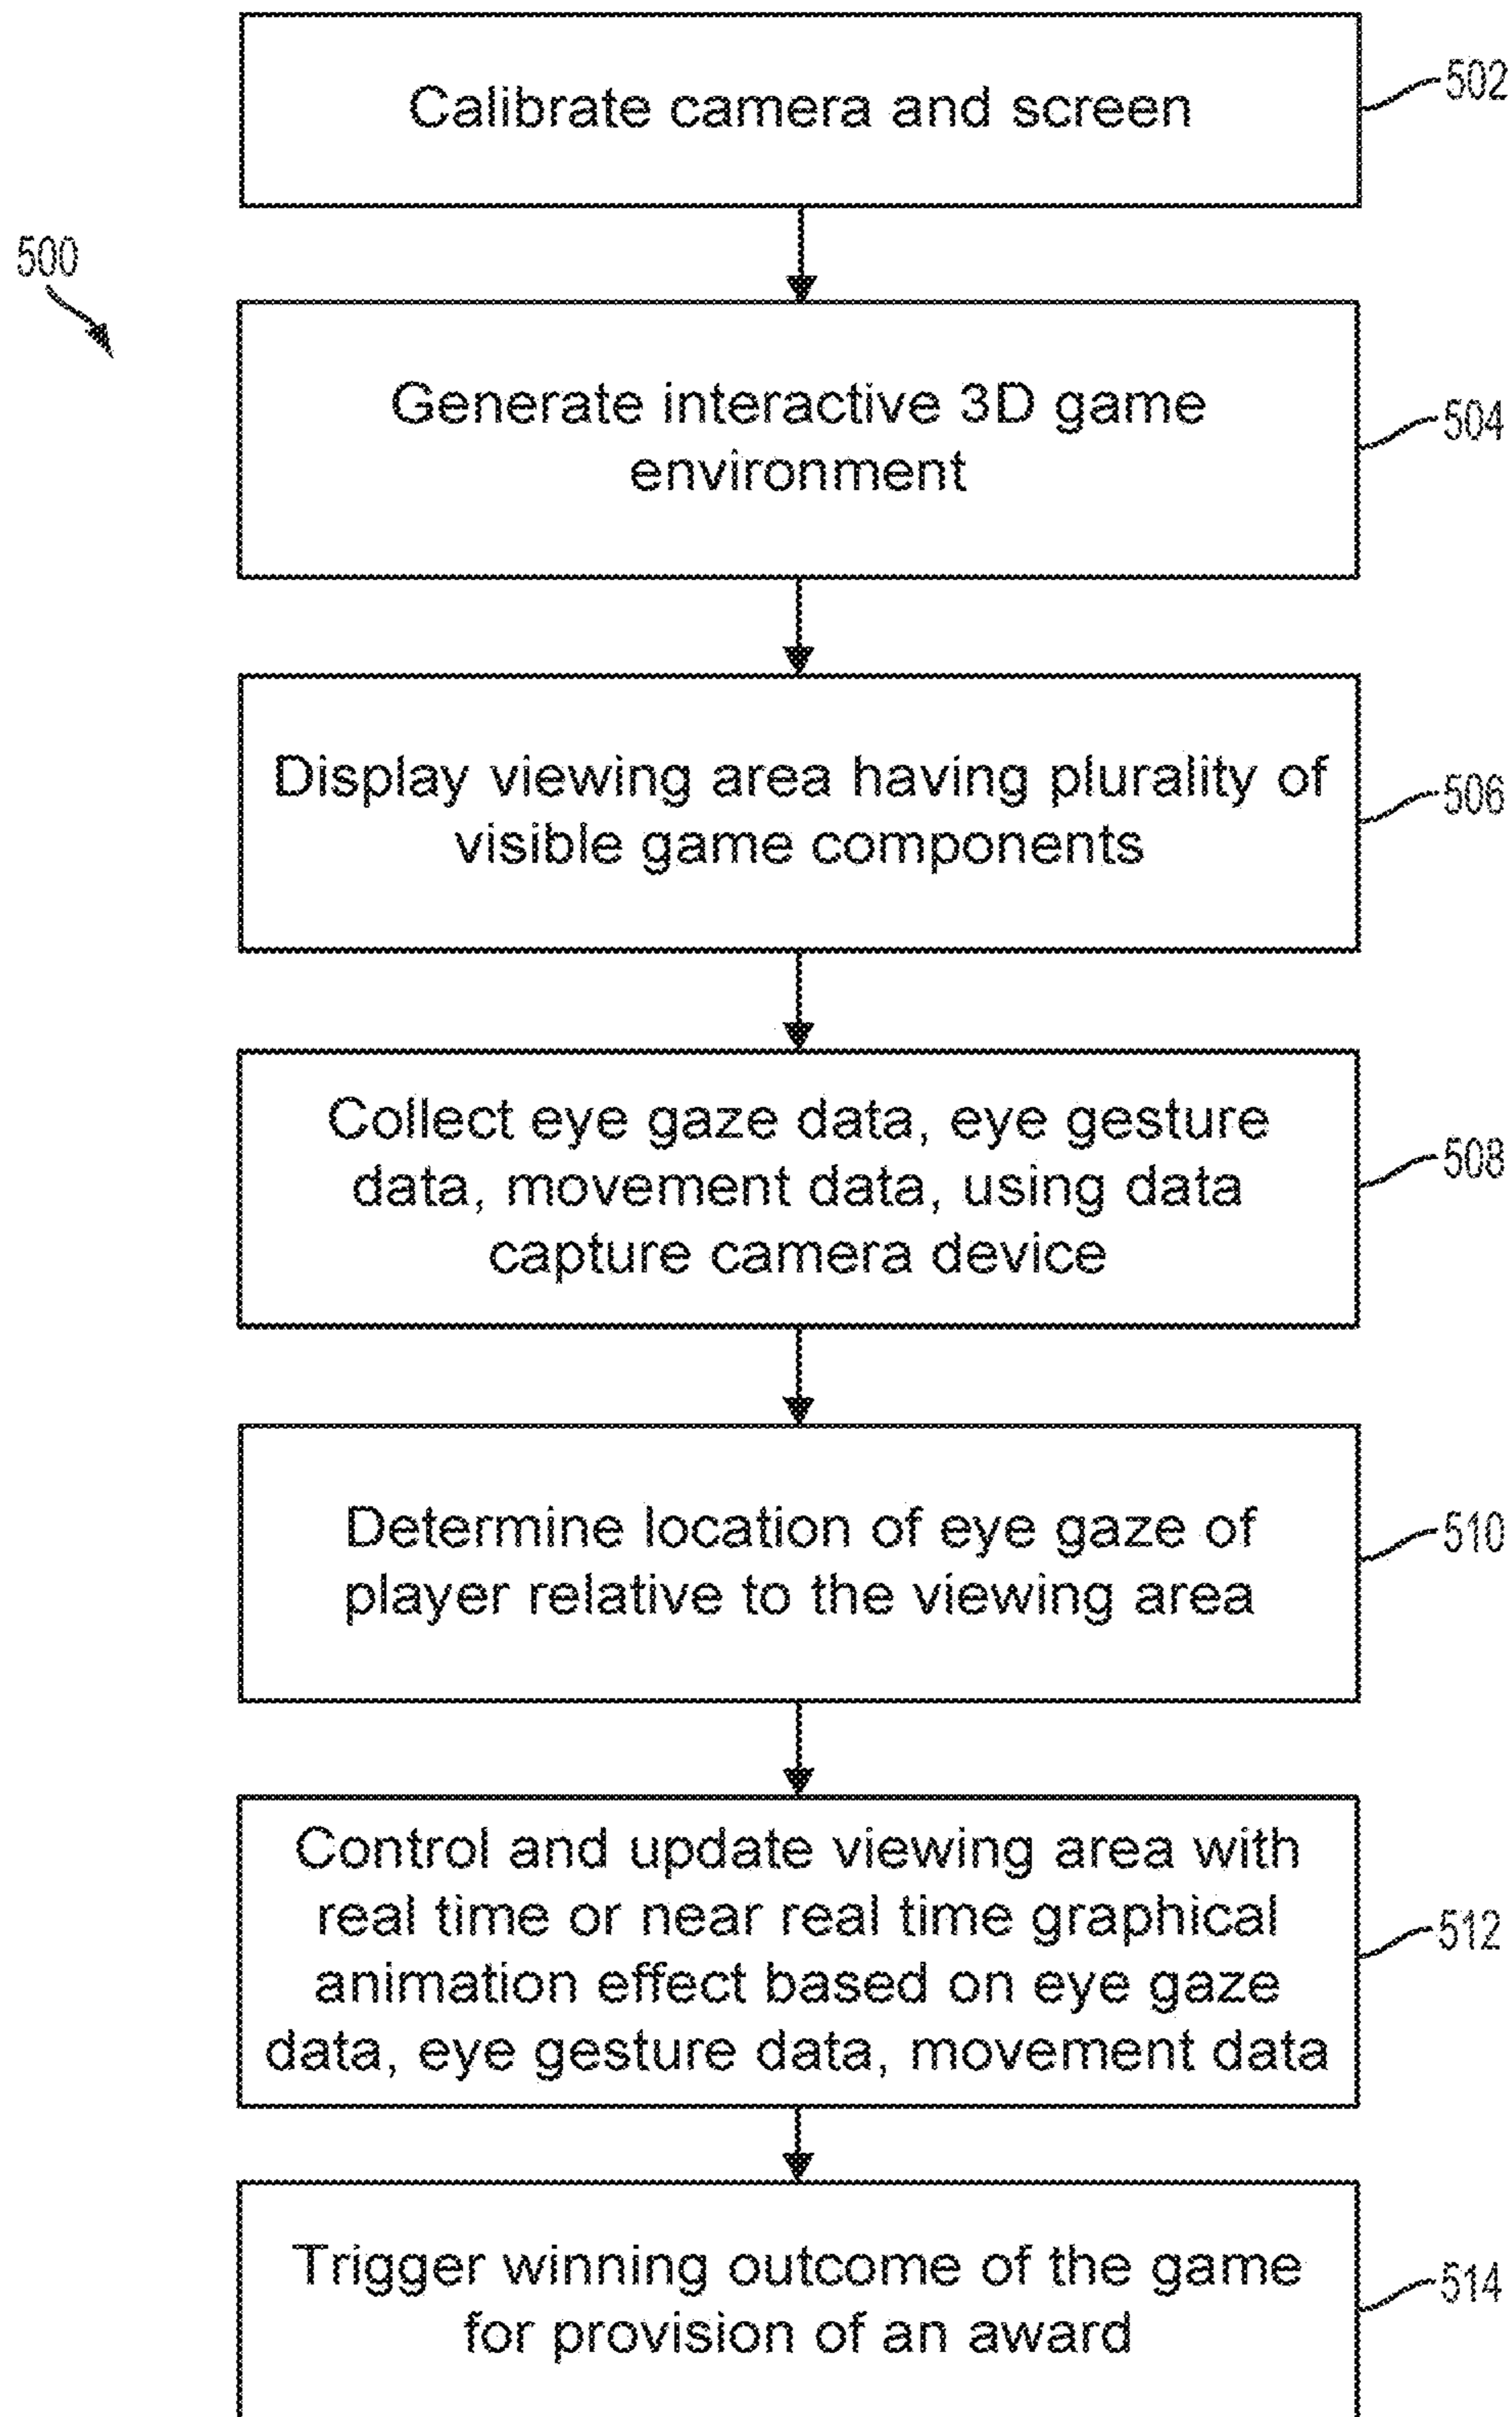 Calibrate camera and screen
502
500
Generate interactive 3D game
environment
504
Display viewing area having plurality of
visible game components
506
Collect eye gaze data, eye gesture
data, movement data, using data
capture camera device
508
Determine location of eye gaze of
player relative to the viewing area
510
Control and update viewing area with
real time or near real time graphical
animation effect based on eye gaze
data, eye gesture data, movement data
512
Trigger winning outcome of the game
for provision of an award
514